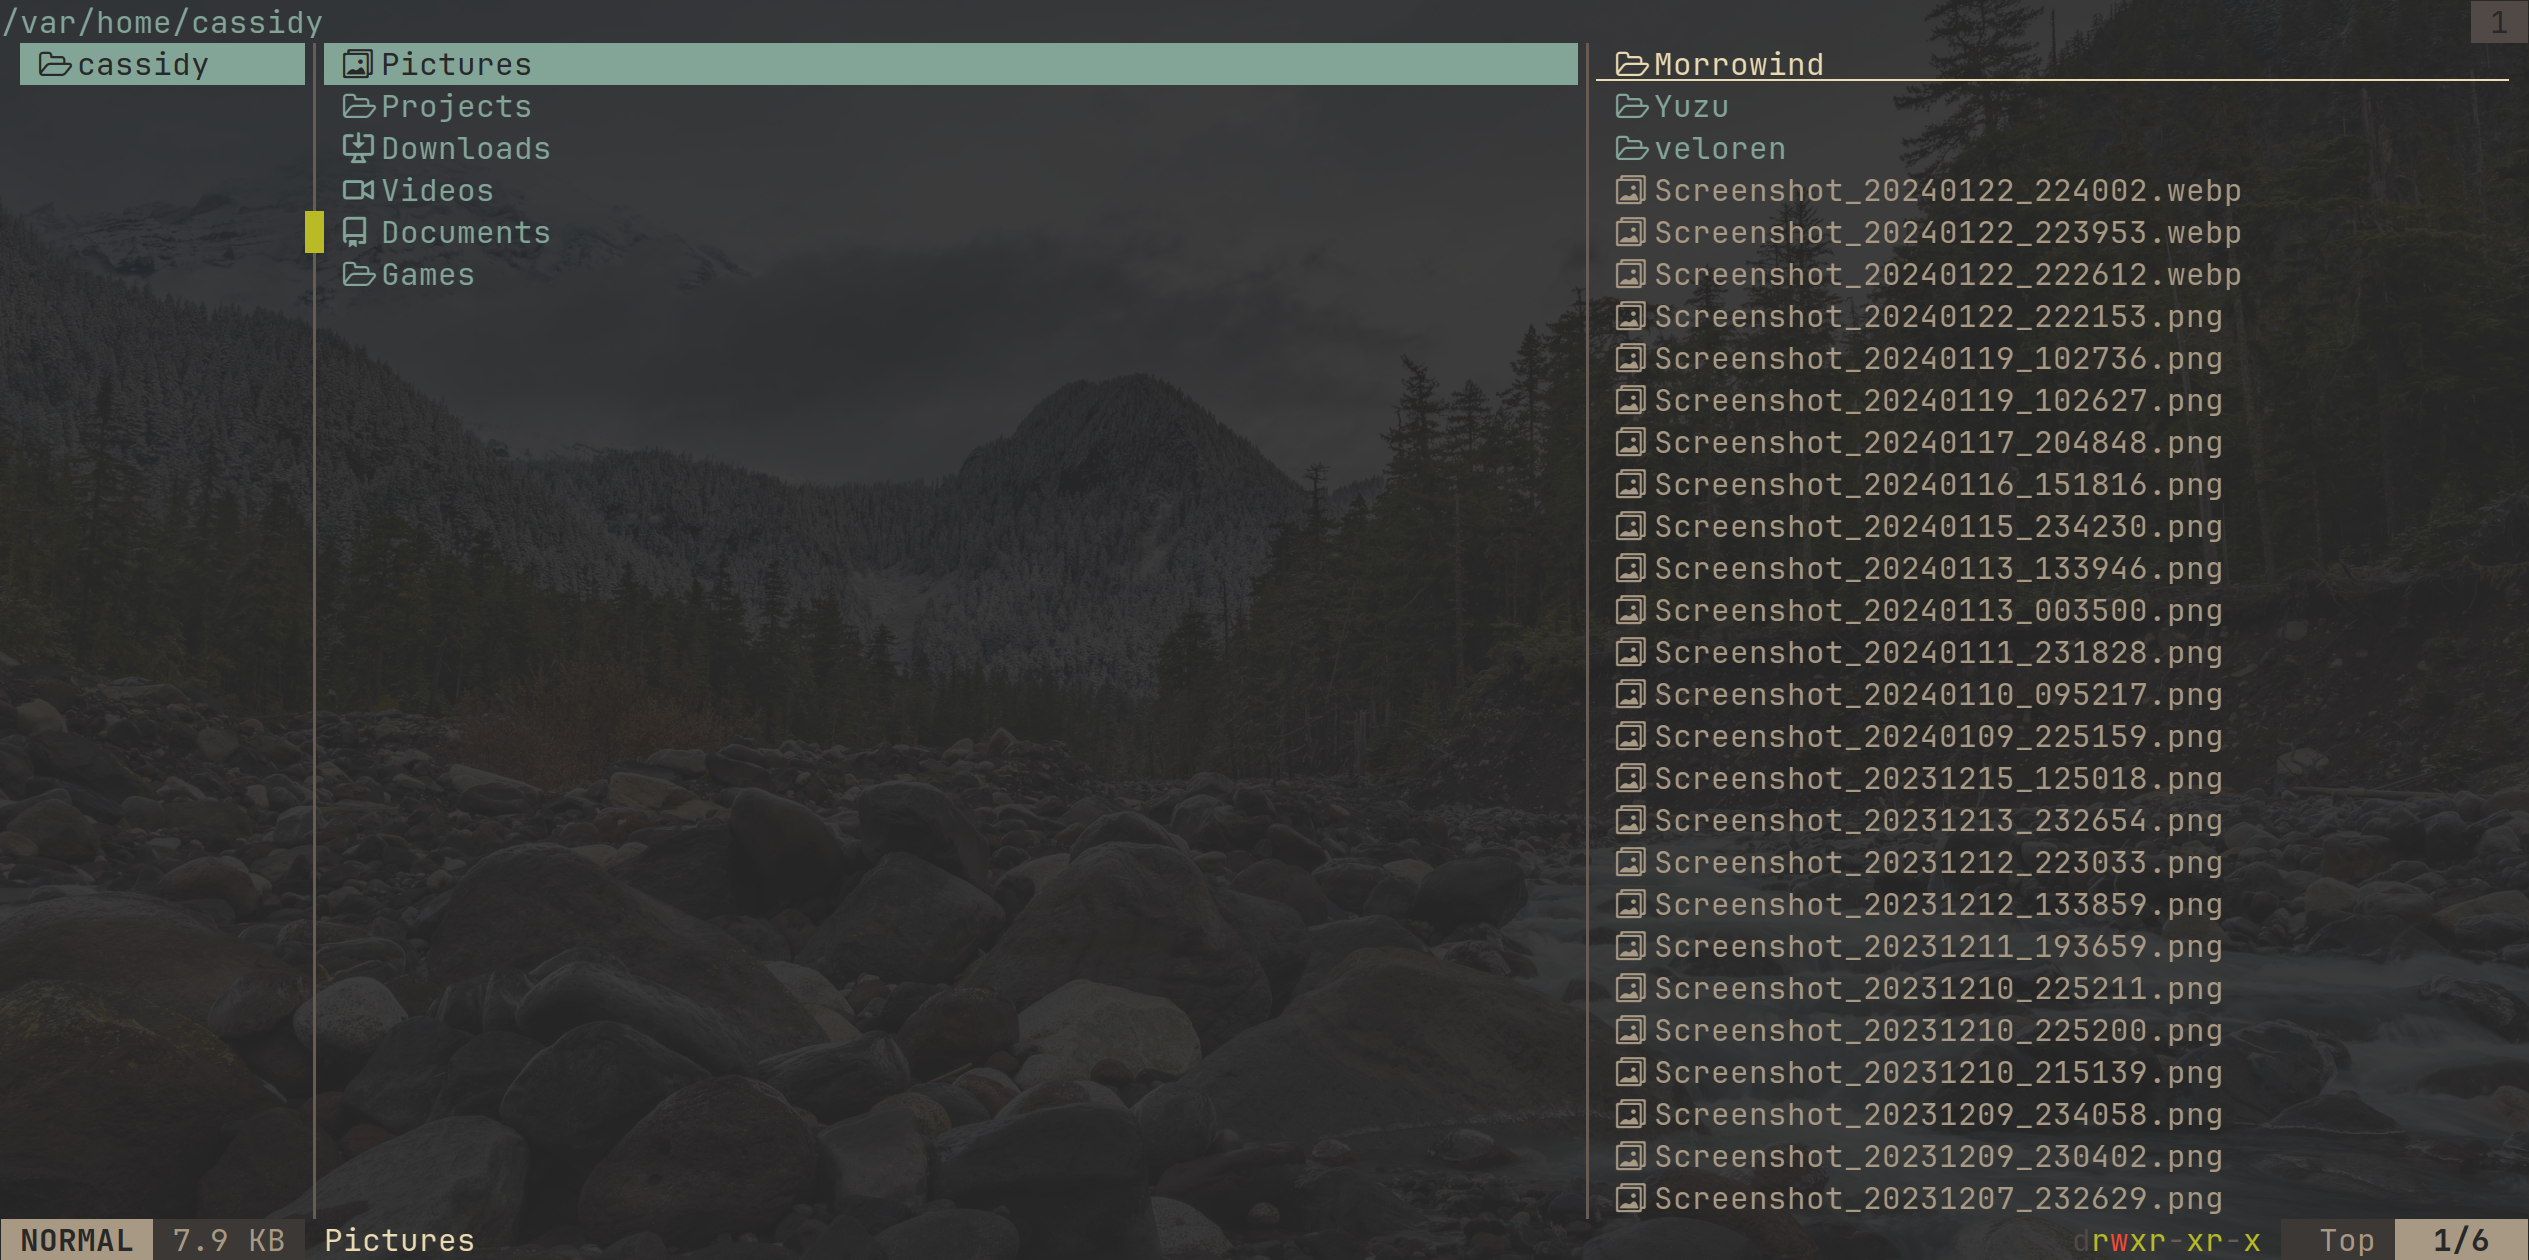 /var/home/cassidy
1
cassidy
Pictures
Projects
Downloads
Videos
Documents
Games
Morrowind
Yuzu
veloren
Screenshot_20240122_224002.webp
Screenshot_20240122_223953.webp
Screenshot_20240122_222612.webp
Screenshot_20240122_222153.png
Screenshot_20240119_102736.png
Screenshot_20240119_102627.png
Screenshot_20240117_204848.png
Screenshot_20240116_151816.png
Screenshot_20240115_234230.png
Screenshot_20240113_133946.png
Screenshot_20240113_003500.png
Screenshot_20240111_231828.png
Screenshot_20240110_095217.png
Screenshot_20240109_225159.png
Screenshot_20231215_125018.png
Screenshot_20231213_232654.png
Screenshot_20231212_223033.png
Screenshot_20231212_133859.png
Screenshot_20231211_193659.png
Screenshot_20231210_225211.png
Screenshot_20231210_225200.png
Screenshot_20231210_215139.png
Screenshot_20231209_234058.png
Screenshot_20231209_230402.png
Screenshot_20231207_232629.png
NORMAL 7.9 KB Pictures drwxr-xr-x Top 1/6